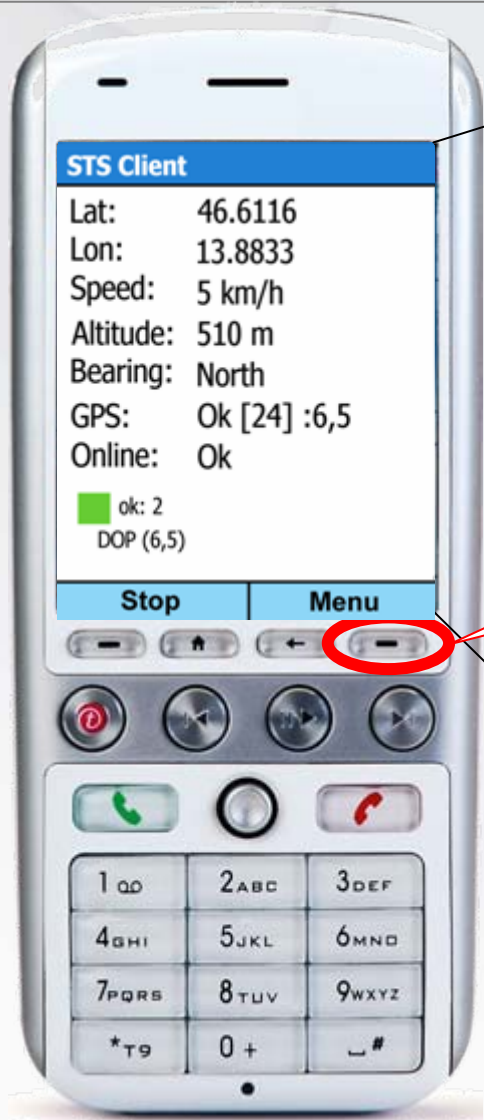 STS Client
Lat: 46.6116
Lon: 13.8833
Speed: 5 km/h
Altitude: 510 m
Bearing: North
GPS: Ok [24] :6,5
Online: Ok
ok: 2
DOP (6,5)
Stop Menu
1 2ABC 3DEF
4GHI 5JKL 6MNO
7PQRS 8TUV 9WXYZ
*T9 0 + #